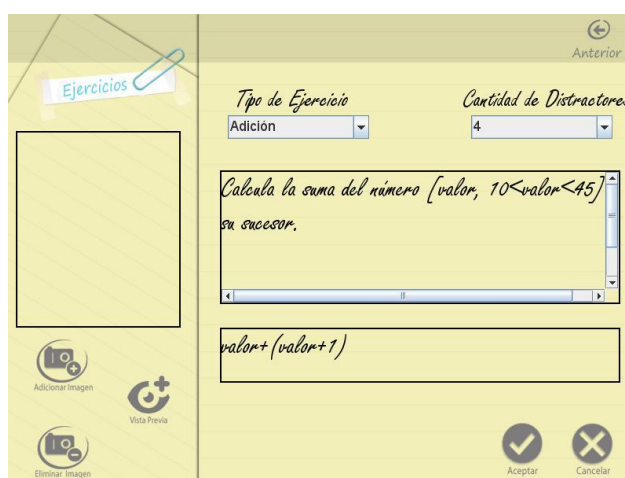 Anterior
Ejercicios
Tipo de Ejercicio
Cantidad de Distractores
Adición
4
Calcula la suma del número [valor, 10<valor<45]
su sucesor.
valor+(valor+1)
Adicionar Imagen
Vista Previa
Eliminar Imagen
Aceptar
Cancelar